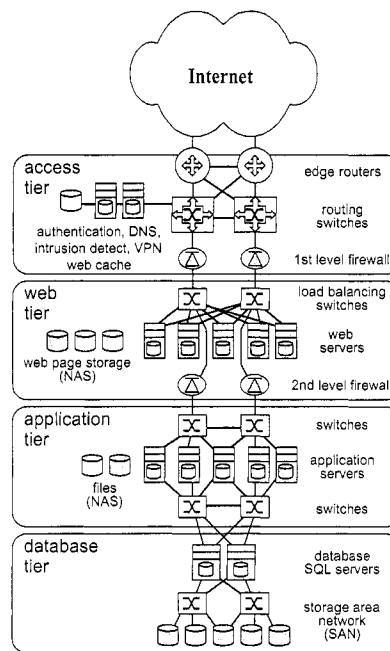 Internet
access
tier
edge routers
routing
switches
authentication, DNS,
intrusion detect, VPN
web cache
1st level firewall
web
tier
load balancing
switches
web
servers
web page storage
(NAS)
2nd level firewall
application
tier
switches
application
servers
files
(NAS)
switches
database
tier
database
SQL servers
storage area
network
(SAN)